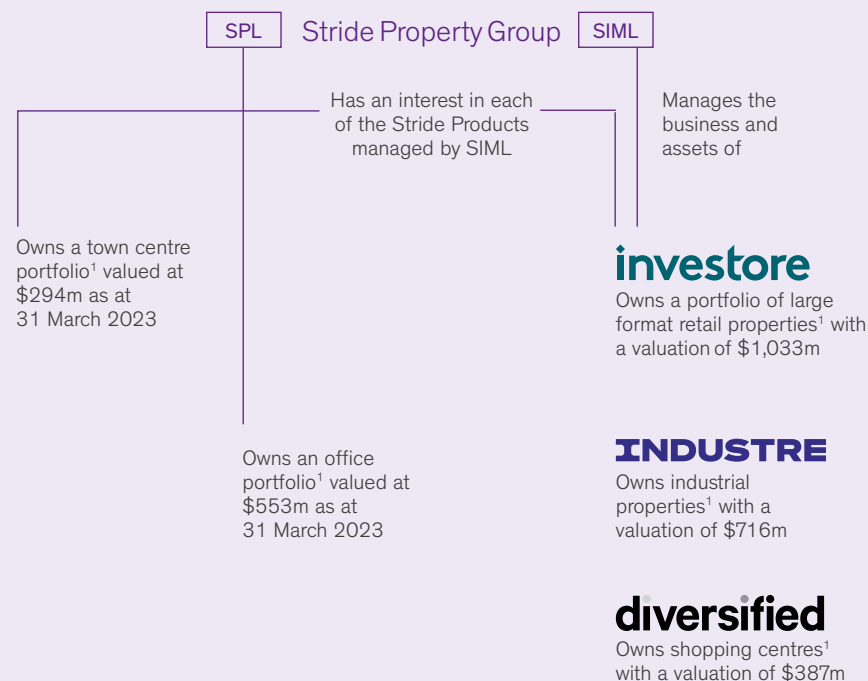 SPL Stride Property Group SIML
Has an interest in each
of the Stride Products
managed by SIML
Manages the
business and
assets of
Owns a town centre
portfolio¹ valued at
$294m as at
31 March 2023
Owns an office
portfolio¹ valued at
$553m as at
31 March 2023
investore
Owns a portfolio of large
format retail properties¹ with
a valuation of $1,033m
INDUSTRE
Owns industrial
properties¹ with a
valuation of $716m
diversified
Owns shopping centres¹
with a valuation of $387m